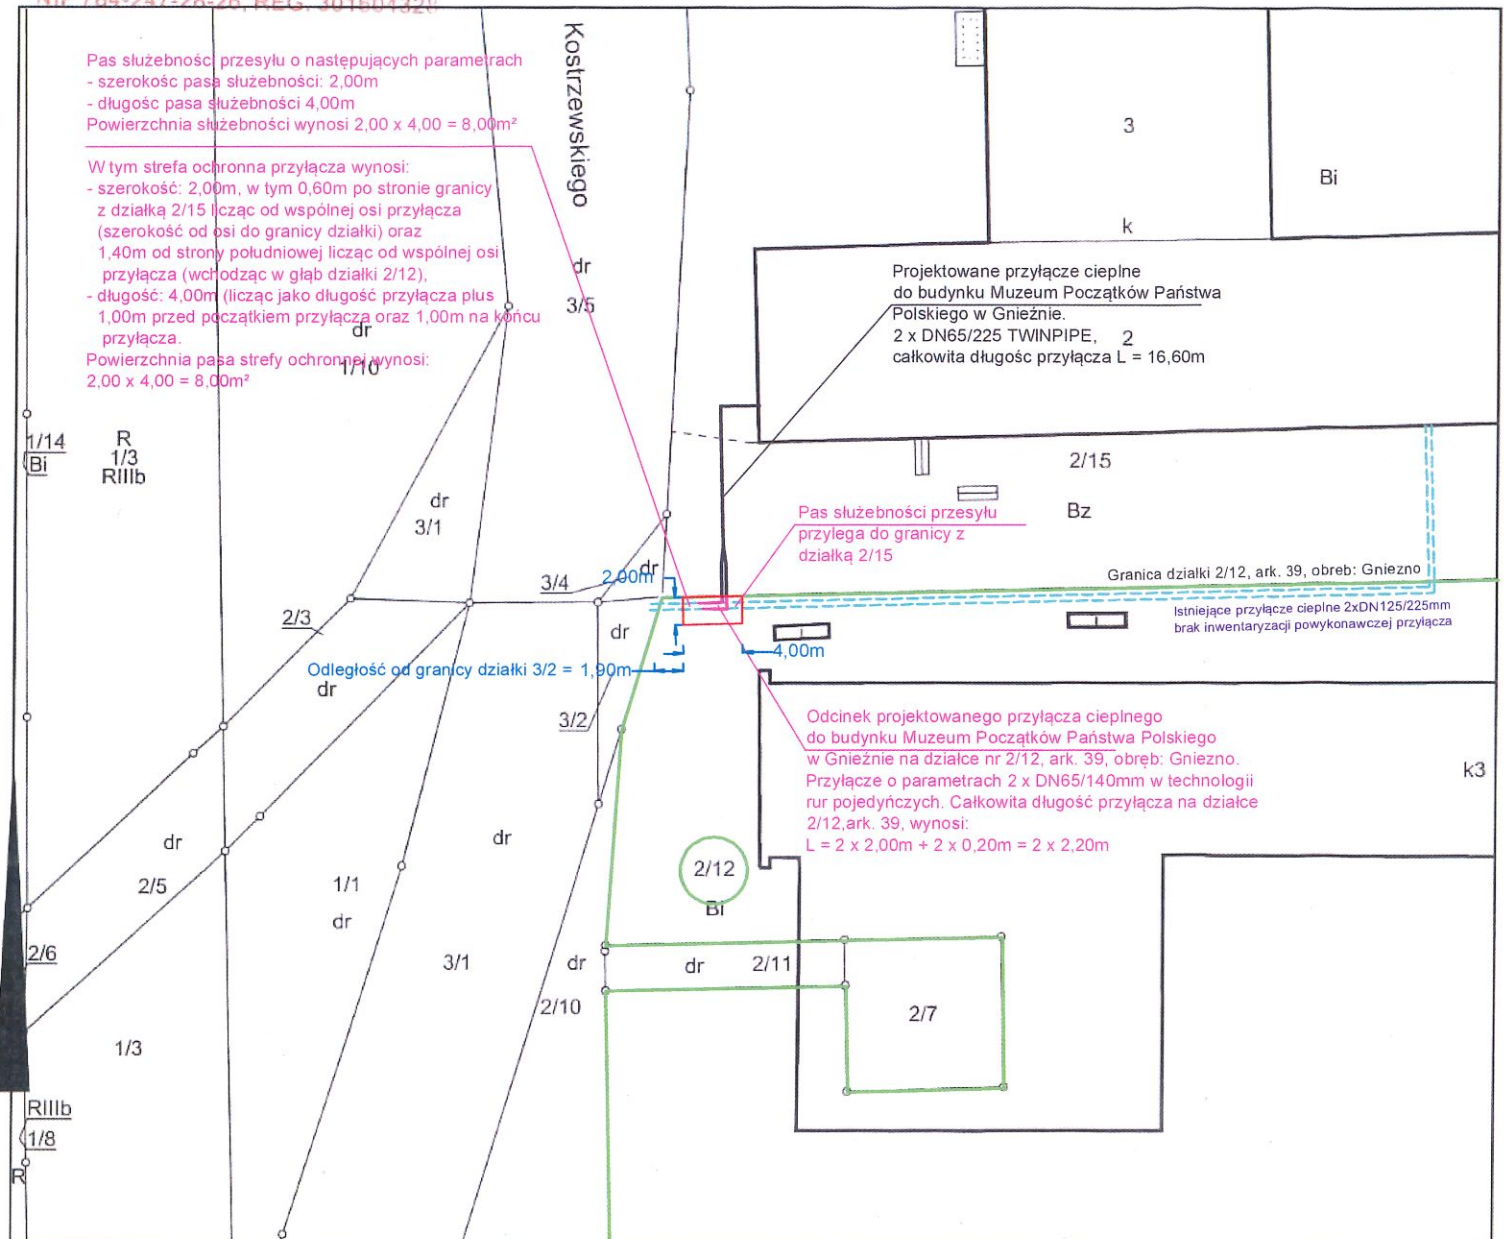 Pas służebności przesyłu o następujących parametrach
- szerokośc pasa służebności: 2,00m
- długośc pasa służebności 4,00m
Powierzchnia służebności wynosi 2,00 x 4,00 = 8,00m²
W tym strefa ochronna przyłącza wynosi:
- szerokość: 2,00m, w tym 0,60m po stronie granicy
z działką 2/15 licząc od wspólnej osi przyłącza
(szerokość od osi do granicy działki) oraz
1,40m od strony południowej licząc od wspólnej osi
przyłącza (wchodząc w głąb działki 2/12),
- długość: 4,00m (licząc jako długość przyłącza plus
1,00m przed początkiem przyłącza oraz 1,00m na końcu
przyłącza.
Powierzchnia pasa strefy ochronnej wynosi:
2,00 x 4,00 = 8,00m²
Kostrzewskiego
dr
3/5
dr
1/10
3
Bi
k
Projektowane przyłącze cieplne
do budynku Muzeum Początków Państwa
Polskiego w Gnieźnie.
2 x DN65/225 TWINPIPE,
całkowita długośc przyłącza L = 16,60m
2
1/14
Bi
R
1/3
RIIIb
dr
3/1
2/15
Bz
Pas służebności przesyłu
przylega do granicy z
działką 2/15
3/4
2,00m
dr
Granica działki 2/12, ark. 39, obreb: Gniezno
Istniejące przyłącze cieplne 2xDN125/225mm
brak inwentaryzacji powykonawczej przyłącza
2/3
dr
4,00m
Odległość od granicy działki 3/2 = 1,90m
dr
3/2
Odcinek projektowanego przyłącza cieplnego
do budynku Muzeum Początków Państwa Polskiego
w Gnieźnie na działce nr 2/12, ark. 39, obręb: Gniezno.
Przyłącze o parametrach 2 x DN65/140mm w technologii
rur pojedyńczych. Całkowita długość przyłącza na działce
2/12,ark. 39, wynosi:
L = 2 x 2,00m + 2 x 0,20m = 2 x 2,20m
k3
dr
2/5
1/1
dr
dr
2/12
Bi
2/6
3/1
dr
2/10
dr
2/11
2/7
1/3
RIIIb
1/8
R